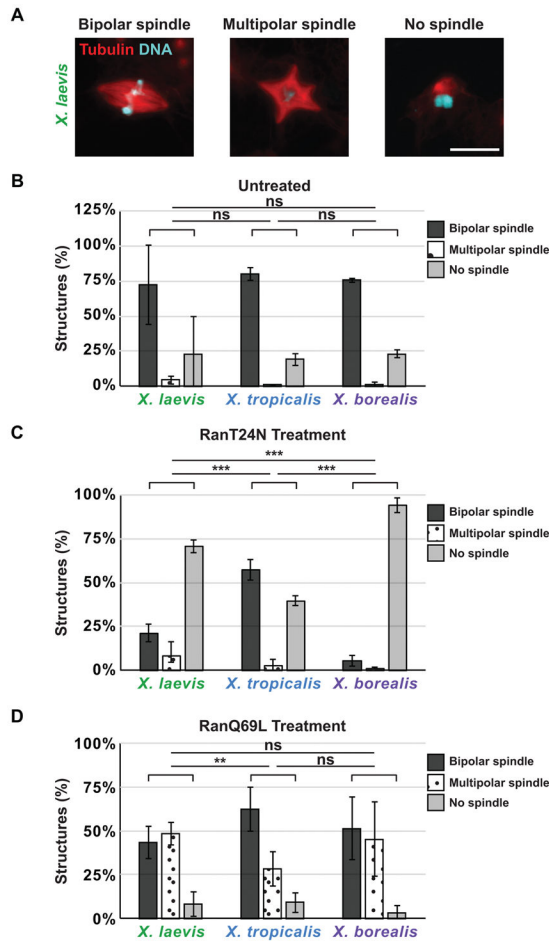 A
Bipolar spindle
Multipolar spindle
No spindle
X. laevis
Tubulin DNA
B
Untreated
ns
ns
ns
125%
100%
75%
50%
25%
0%
Structures (%)
Bipolar spindle
Multipolar spindle
No spindle
X. laevis
X. tropicalis
X. borealis
C
RanT24N Treatment
***
***
***
100%
75%
50%
25%
0%
Structures (%)
Bipolar spindle
Multipolar spindle
No spindle
X. laevis
X. tropicalis
X. borealis
D
RanQ69L Treatment
ns
**
ns
100%
75%
50%
25%
0%
Structures (%)
Bipolar spindle
Multipolar spindle
No spindle
X. laevis
X. tropicalis
X. borealis